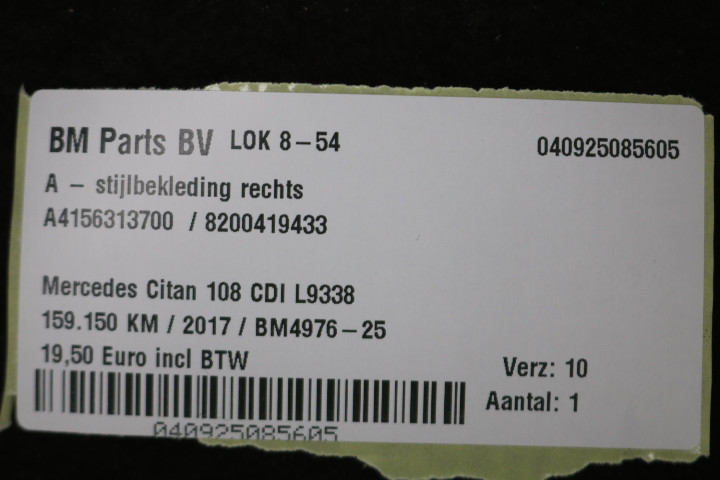 BM Parts BV LOK 8-54 040925085605
A - stijlbekleding rechts
A4156313700 / 8200419433
Mercedes Citan 108 CDI L9338
159.150 KM / 2017 / BM4976-25
19,50 Euro incl BTW Verz: 10
Aantal: 1
040925085605